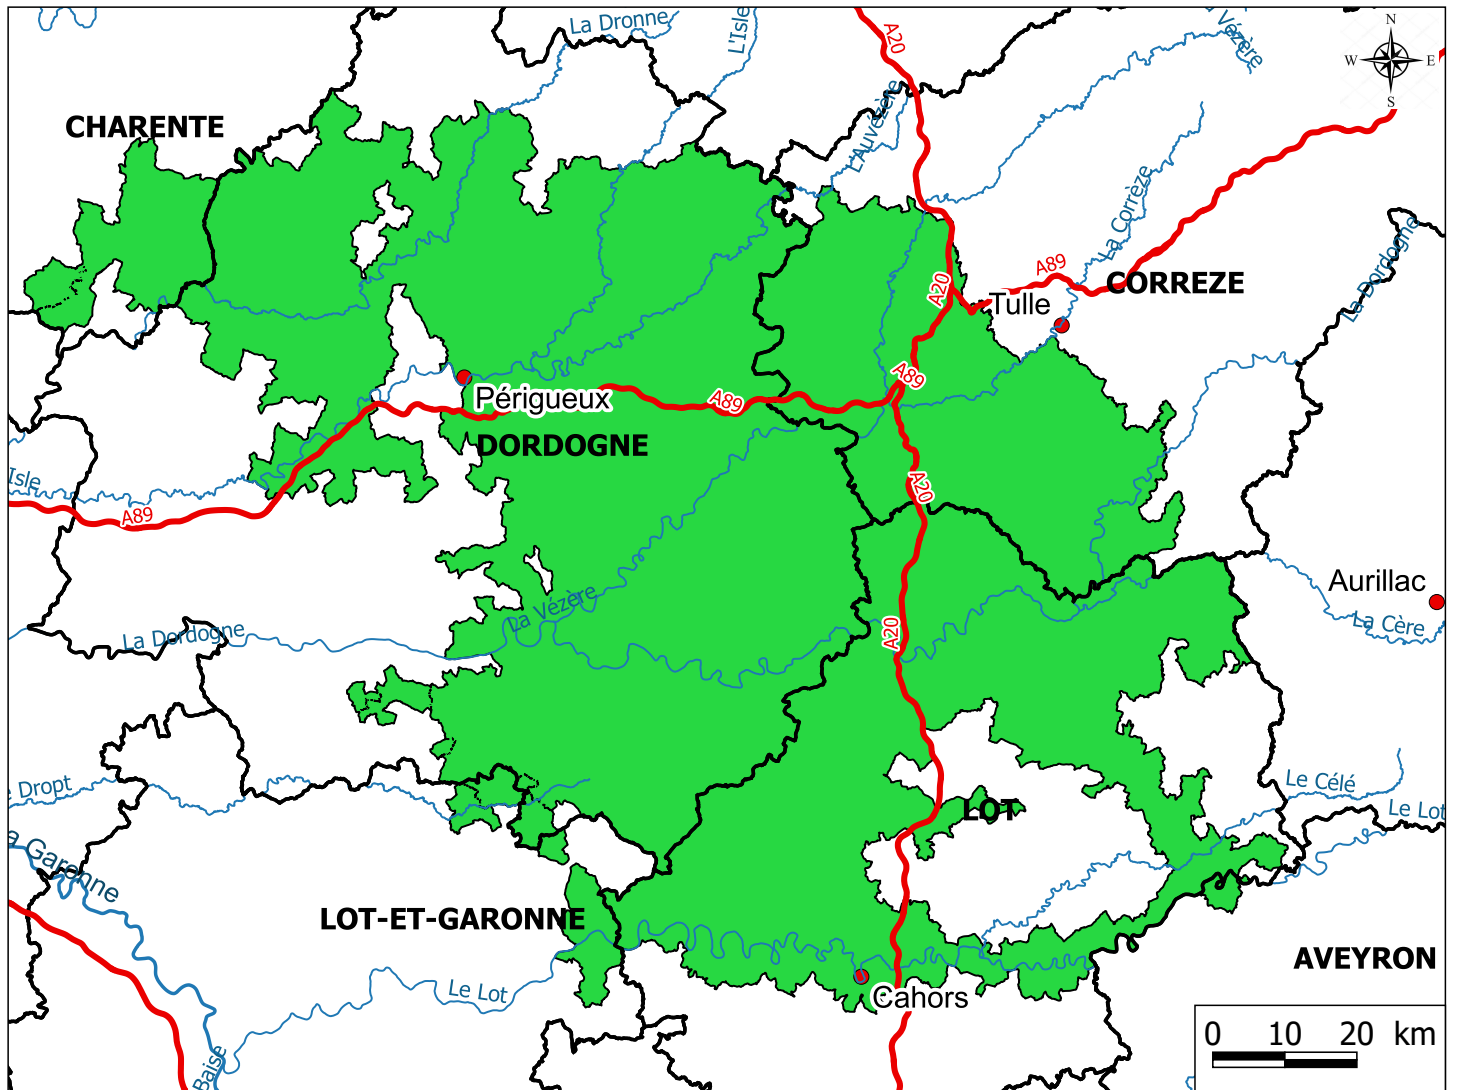 La Dronne
L'Isle
A20
La Vézère
N
W
E
S
CHARENTE
L'Auvézère
La Corrèze
La Dordogne
A89
CORREZE
A20
Tulle
A89
Périgueux
A89
DORDOGNE
Isle
A89
A20
Aurillac
La Cère
La Vézère
La Dordogne
A20
Dropt
Le Célé
Le Lot
LOT
a Garonne
LOT-ET-GARONNE
AVEYRON
Le Lot
Cahors
0 10 20 km
Baïse